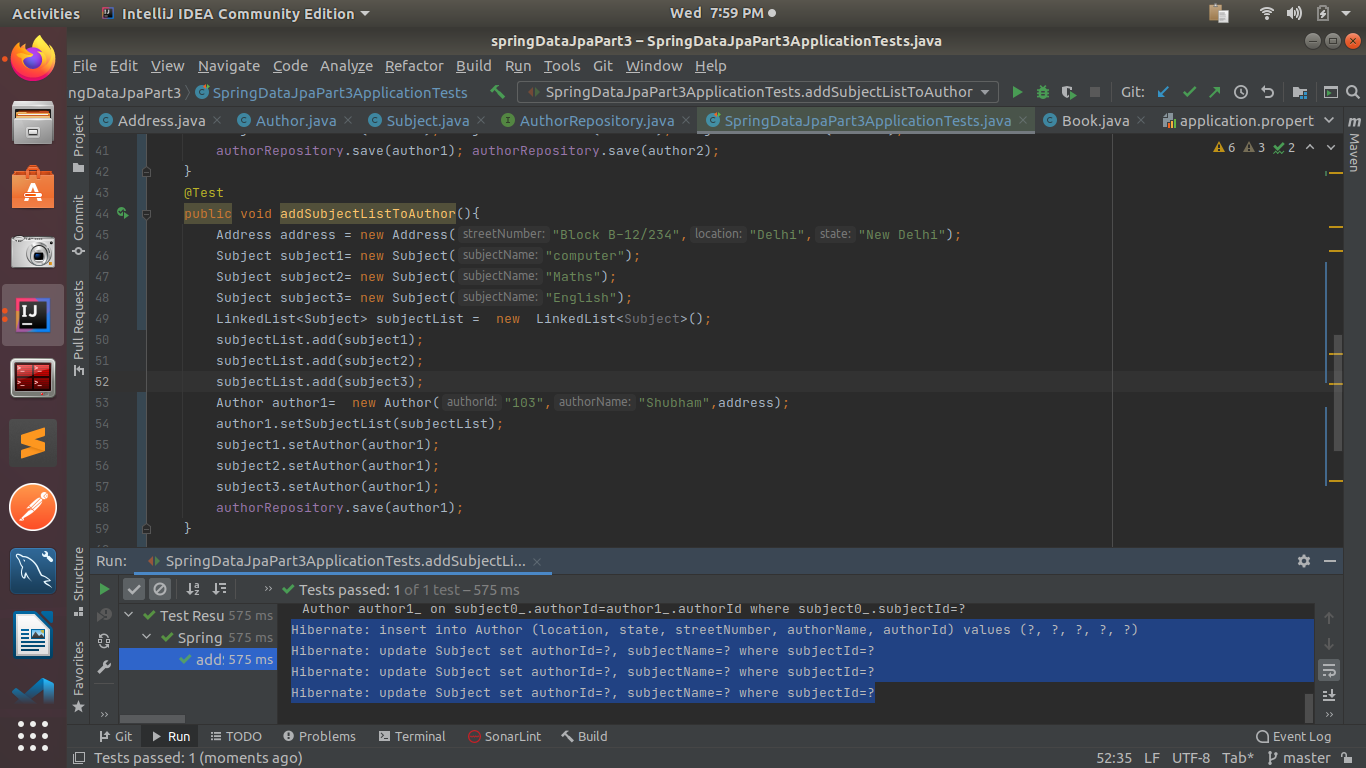 Activities IntelliJ IDEA Community Edition Wed 7:59 PM
springDataJpaPart3 – SpringDataJpaPart3ApplicationTests.java
File Edit View Navigate Code Analyze Refactor Build Run Tools Git Window Help
ngDataJpaPart3 SpringDataJpaPart3ApplicationTests SpringDataJpaPart3ApplicationTests.addSubjectListToAuthor Git:
Address.java Author.java Subject.java AuthorRepository.java SpringDataJpaPart3ApplicationTests.java Book.java application.propert
Project
Commit
Pull Requests
Structure
Favorites
Maven
6 3 2
41 authorRepository.save(author1); authorRepository.save(author2);
42 }
43 @Test
44 public void addSubjectListToAuthor(){
45 Address address = new Address( streetNumber: "Block B-12/234", location: "Delhi", state: "New Delhi");
46 Subject subject1= new Subject( subjectName: "computer");
47 Subject subject2= new Subject( subjectName: "Maths");
48 Subject subject3= new Subject( subjectName: "English");
49 LinkedList<Subject> subjectList = new LinkedList<Subject>();
50 subjectList.add(subject1);
51 subjectList.add(subject2);
52 subjectList.add(subject3);
53 Author author1= new Author( authorId: "103", authorName: "Shubham",address);
54 author1.setSubjectList(subjectList);
55 subject1.setAuthor(author1);
56 subject2.setAuthor(author1);
57 subject3.setAuthor(author1);
58 authorRepository.save(author1);
59 }
Run: SpringDataJpaPart3ApplicationTests.addSubjectLi...
Tests passed: 1 of 1 test – 575 ms
Test Resu 575 ms
Spring 575 ms
add: 575 ms
Author author1_ on subject0_.authorId=author1_.authorId where subject0_.subjectId=?
Hibernate: insert into Author (location, state, streetNumber, authorName, authorId) values (?, ?, ?, ?, ?)
Hibernate: update Subject set authorId=?, subjectName=? where subjectId=?
Hibernate: update Subject set authorId=?, subjectName=? where subjectId=?
Hibernate: update Subject set authorId=?, subjectName=? where subjectId=?
Git Run TODO Problems Terminal SonarLint Build Event Log
Tests passed: 1 (moments ago) 52:35 LF UTF-8 Tab* master